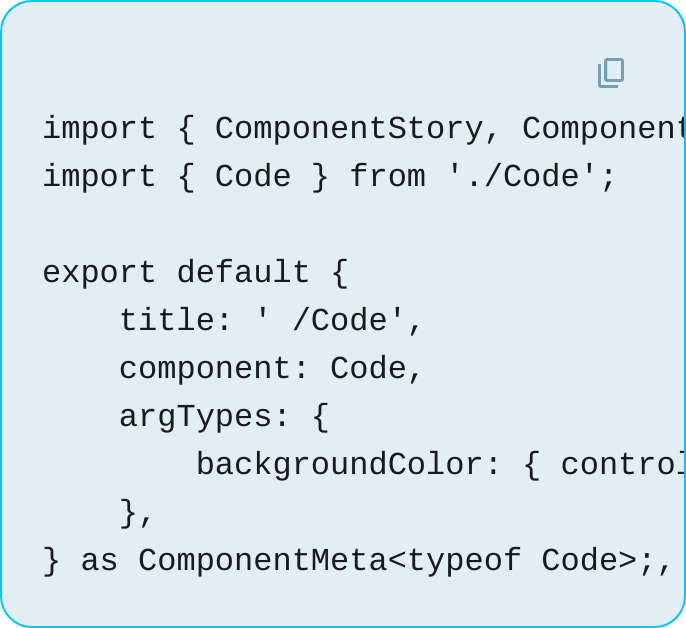 import { ComponentStory, Component
import { Code } from './Code';
export default {
    title: ' /Code',
    component: Code,
    argTypes: {
        backgroundColor: { control
    },
} as ComponentMeta<typeof Code>;,